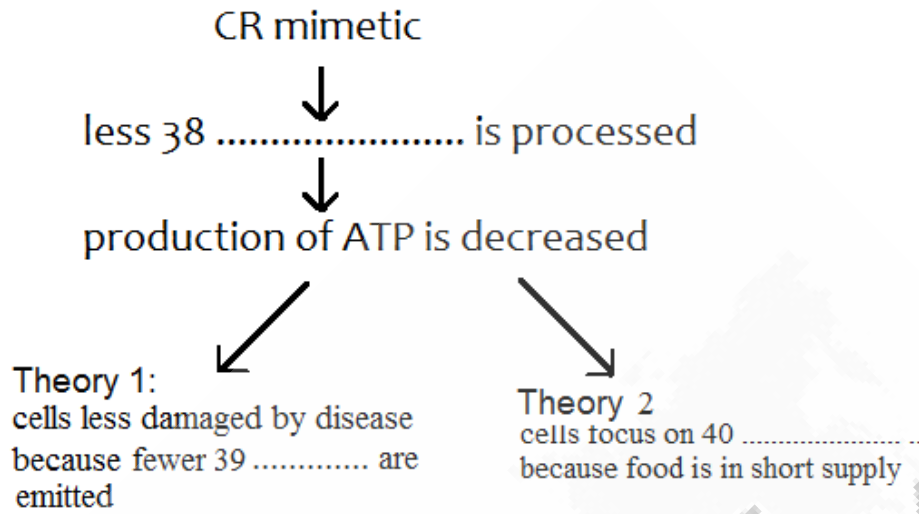 CR mimetic
less 38 ....................... is processed
production of ATP is decreased
Theory 1:
cells less damaged by disease
because fewer 39 ............. are
emitted
Theory 2
cells focus on 40 ...................... ..
because food is in short supply